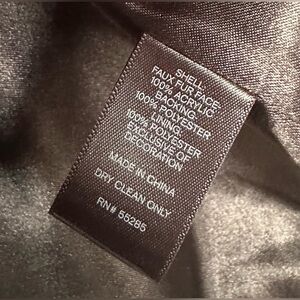 SHELL:
FAUX FUR FACE-
100% ACRYLIC
BACKING:
100% POLYESTER
LINING:
100% POLYESTER
EXCLUSIVE OF
DECORATION
MADE IN CHINA
DRY CLEAN ONLY
RN# 55285